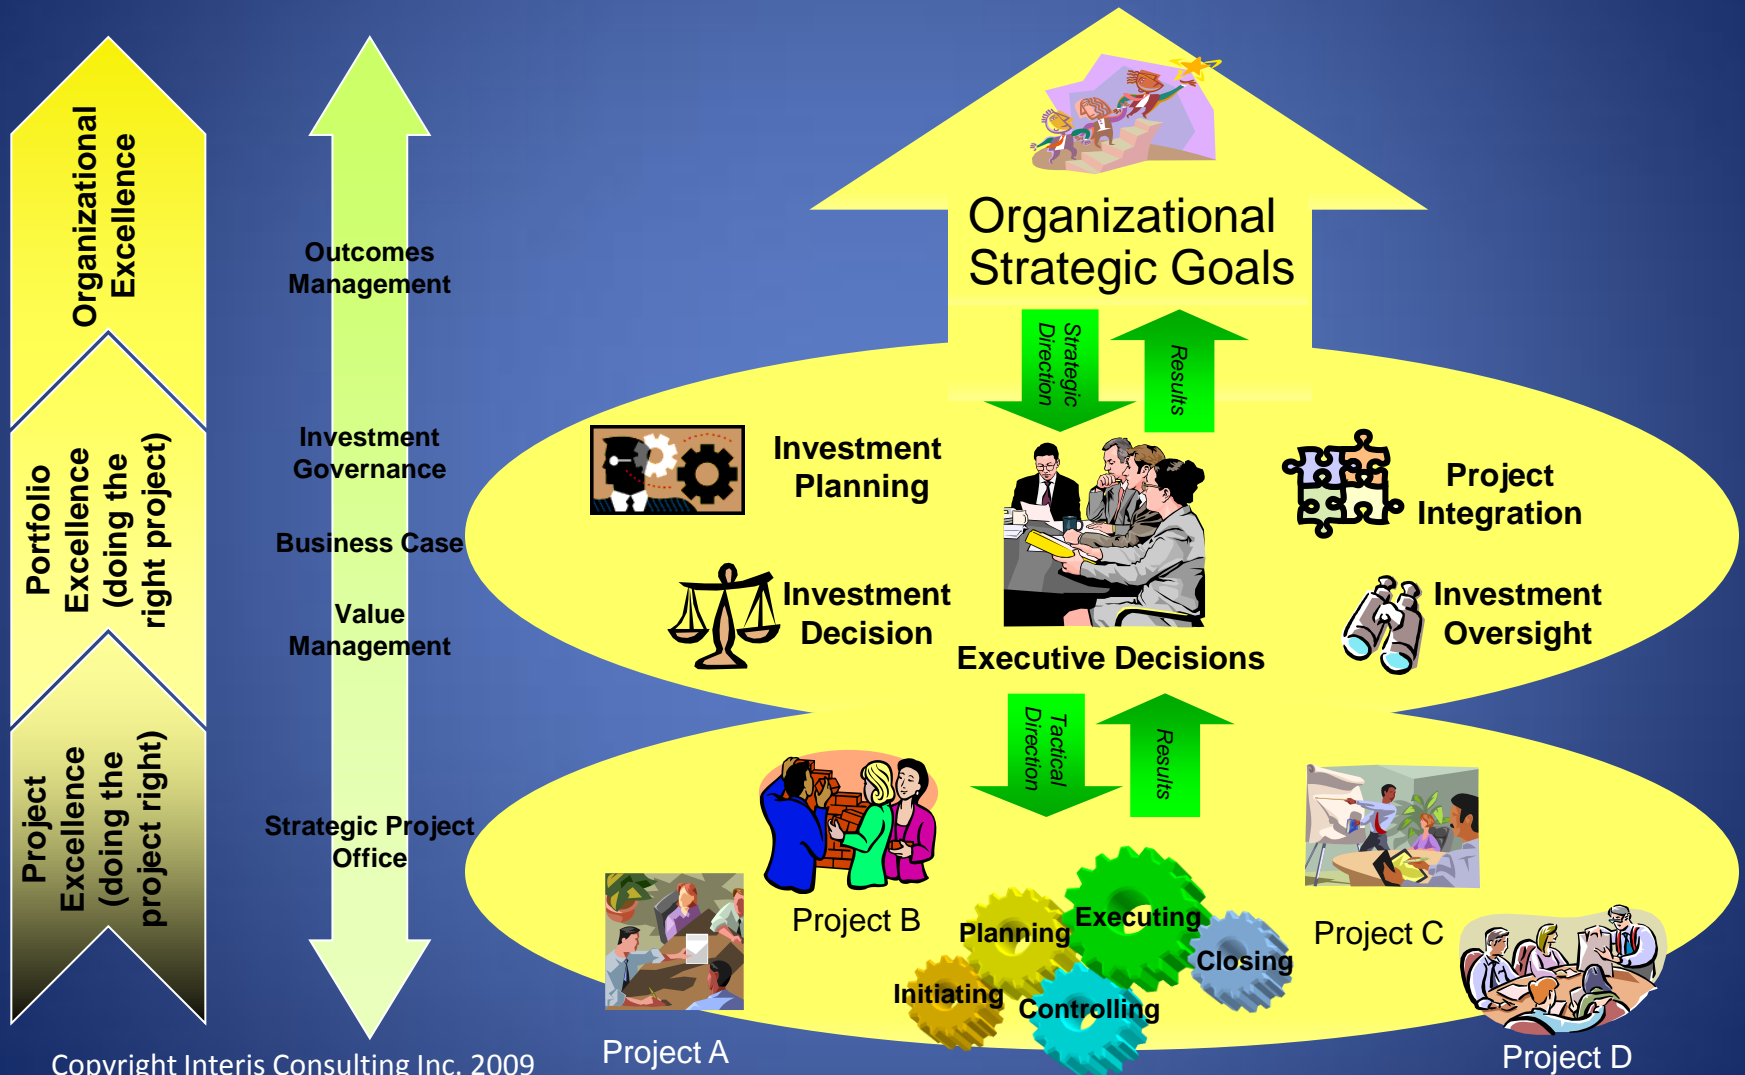 Organizational
Excellence
Portfolio
Excellence
(doing the
right project)
Project
Excellence
(doing the
project right)
Outcomes
Management
Investment
Governance
Business Case
Value
Management
Strategic Project
Office
Organizational
Strategic Goals
Strategic
Direction
Results
Investment
Planning
Project
Integration
Investment
Decision
Investment
Oversight
Executive Decisions
Tactical
Direction
Results
Project B
Project C
Planning
Executing
Closing
Initiating
Controlling
Project A
Project D
Copyright Interis Consulting Inc. 2009